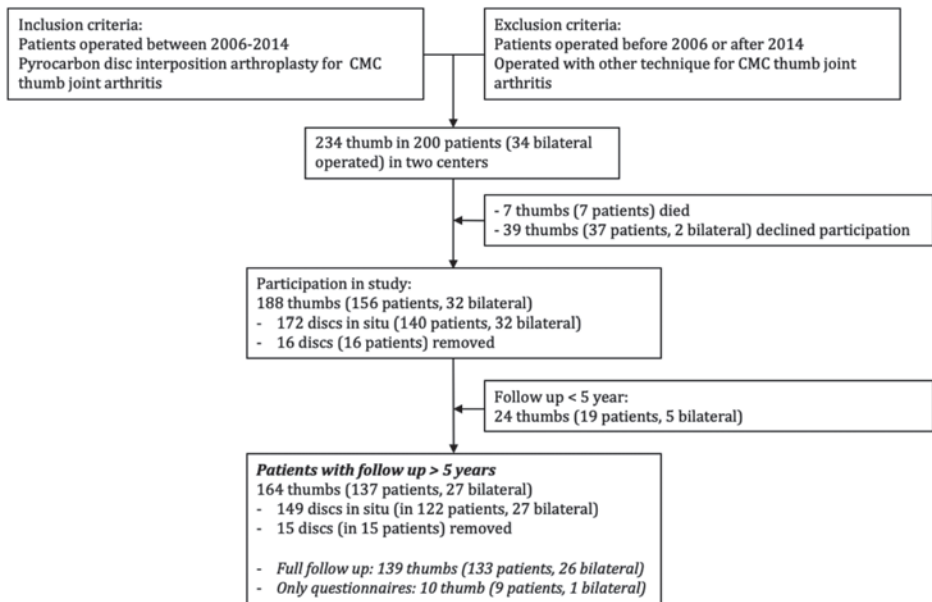 Inclusion criteria:
Patients operated between 2006-2014
Pyrocarbon disc interposition arthroplasty for CMC
thumb joint arthritis
Exclusion criteria:
Patients operated before 2006 or after 2014
Operated with other technique for CMC thumb joint
arthritis
234 thumb in 200 patients (34 bilateral
operated) in two centers
- 7 thumbs (7 patients) died
- 39 thumbs (37 patients, 2 bilateral) declined participation
Participation in study:
188 thumbs (156 patients, 32 bilateral)
- 172 discs in situ (140 patients, 32 bilateral)
- 16 discs (16 patients) removed
Follow up < 5 year:
24 thumbs (19 patients, 5 bilateral)
Patients with follow up > 5 years
164 thumbs (137 patients, 27 bilateral)
- 149 discs in situ (in 122 patients, 27 bilateral)
- 15 discs (in 15 patients) removed
- Full follow up: 139 thumbs (133 patients, 26 bilateral)
- Only questionnaires: 10 thumb (9 patients, 1 bilateral)